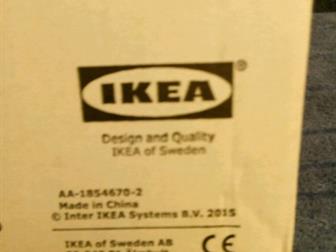 IKEA®
Design and Quality
IKEA of Sweden
AA-1854670-2
Made in China
© Inter IKEA Systems B.V. 2015
IKEA of Sweden AB
CE